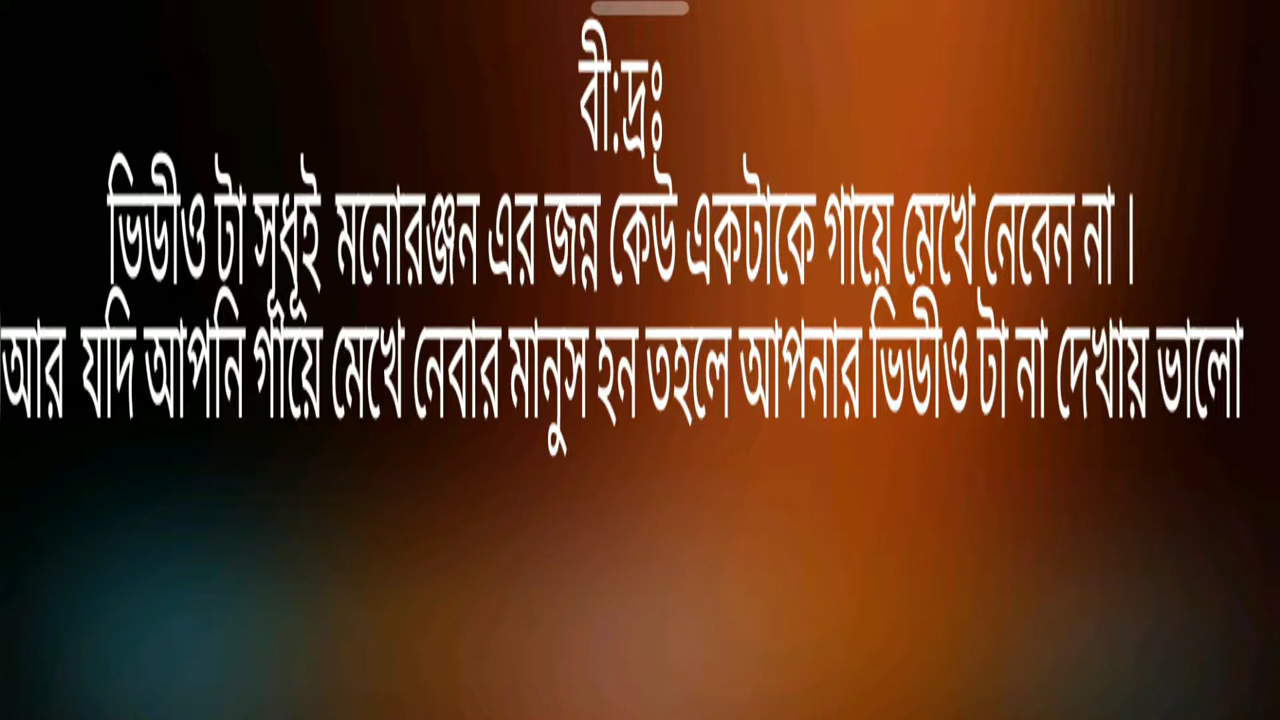 বী:দ্রঃ
ভিডীও টা সূধূই মনোরঞ্জন এর জন্ন কেউ একটাকে গায়ে মেখে নেবেন না ।
আর যদি আপনি গায়ে মেখে নেবার মানুস হন তহলে আপনার ভিডীও টা না দেখায় ভালো